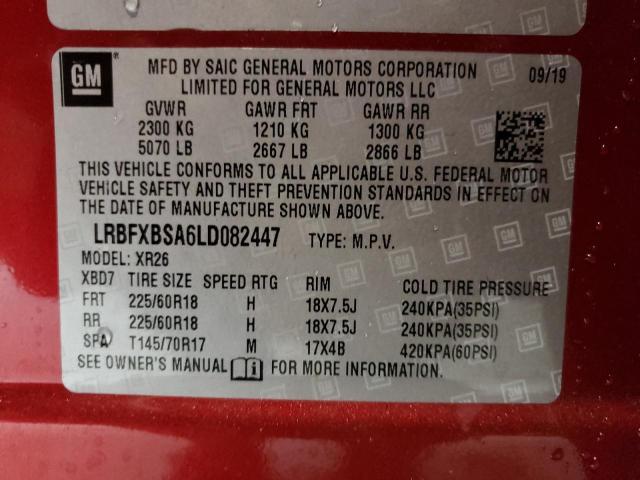 GM
MFD BY SAIC GENERAL MOTORS CORPORATION 09/19
LIMITED FOR GENERAL MOTORS LLC
GVWR GAWR FRT GAWR RR
2300 KG 1210 KG 1300 KG
5070 LB 2667 LB 2866 LB
THIS VEHICLE CONFORMS TO ALL APPLICABLE U.S. FEDERAL MOTOR
VEHICLE SAFETY AND THEFT PREVENTION STANDARDS IN EFFECT ON
THE DATE OF MANUFACTURE SHOWN ABOVE.
LRBFXBSA6LD082447 TYPE: M.P.V.
MODEL: XR26
XBD7 TIRE SIZE SPEED RTG RIM COLD TIRE PRESSURE
FRT 225/60R18 H 18X7.5J 240KPA(35PSI)
RR 225/60R18 H 18X7.5J 240KPA(35PSI)
SPA T145/70R17 M 17X4B 420KPA(60PSI)
SEE OWNER'S MANUAL FOR MORE INFORMATION.